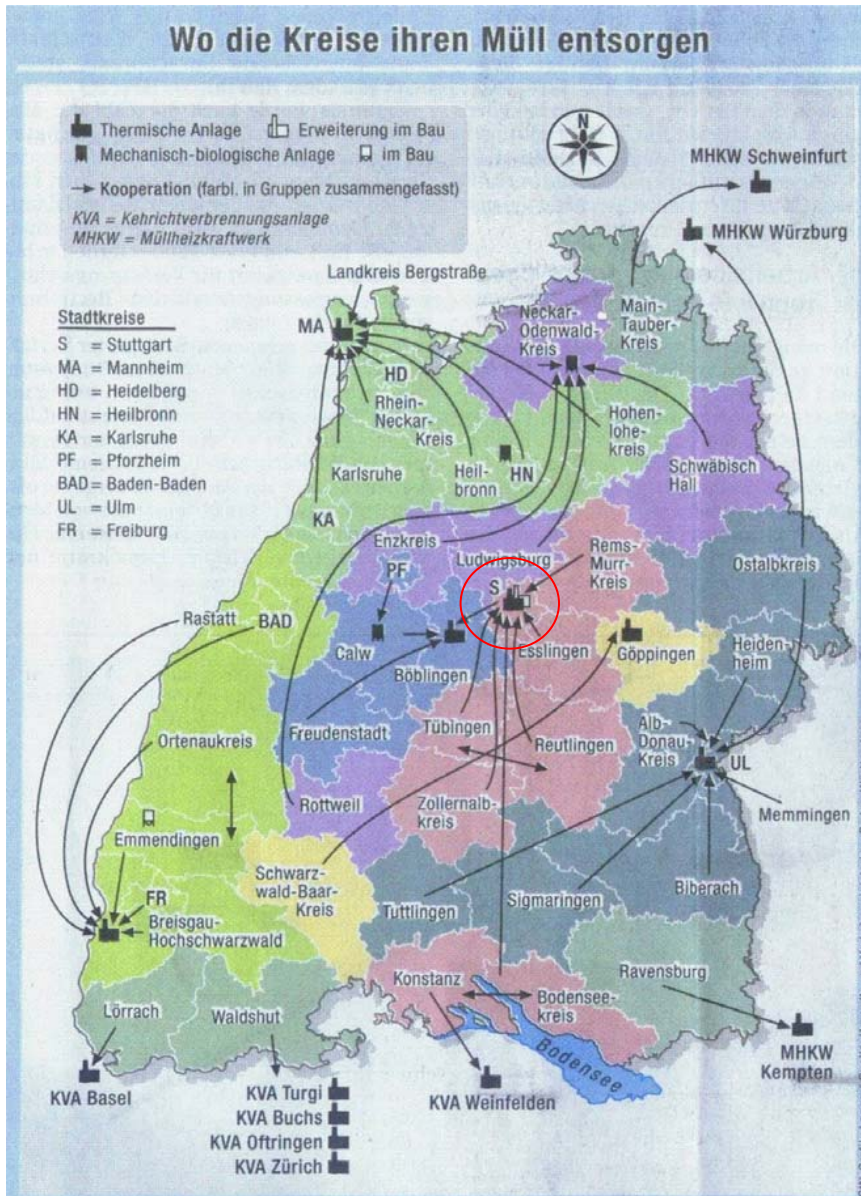 Wo die Kreise ihren Müll entsorgen
Thermische Anlage
Erweiterung im Bau
Mechanisch-biologische Anlage
im Bau
Kooperation (farbl. in Gruppen zusammengefasst)
KVA = Kehrichtverbrennungsanlage
MHKW = Müllheizkraftwerk
N
MHKW Schweinfurt
MHKW Würzburg
Landkreis Bergstraße
Stadtkreise
S = Stuttgart
MA = Mannheim
HD = Heidelberg
HN = Heilbronn
KA = Karlsruhe
PF = Pforzheim
BAD = Baden-Baden
UL = Ulm
FR = Freiburg
MA
HD
Rhein-
Neckar-
Kreis
Neckar-
Odenwald-
Kreis
Main-
Tauber-
Kreis
Karlsruhe
Heil-
bronn
HN
Hohen-
lohe-
kreis
Schwäbisch
Hall
KA
Enzkreis
PF
Ludwigsburg
Rems-
Murr-
Kreis
Ostalbkreis
S
Rastatt
BAD
Calw
Böblingen
Esslingen
Göppingen
Heiden-
heim
Freudenstadt
Tübingen
Reutlingen
Alb-
Donau-
Kreis
UL
Ortenaukreis
Rottweil
Zollernalb-
kreis
Memmingen
Emmendingen
Schwarz-
wald-Baar-
Kreis
Tuttlingen
Sigmaringen
Biberach
FR
Breisgau-
Hochschwarzwald
Konstanz
Bodensee-
kreis
Ravensburg
Lörrach
Waldshut
Bodensee
MHKW
Kempten
KVA Basel
KVA Turgi
KVA Buchs
KVA Oftringen
KVA Zürich
KVA Weinfelden